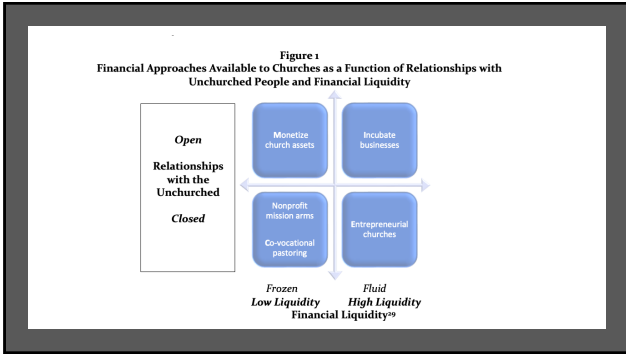 Figure 1
Financial Approaches Available to Churches as a Function of Relationships with
Unchurched People and Financial Liquidity
Open
Relationships
with the
Unchurched
Closed
Monetize
church assets
Incubate
businesses
Nonprofit
mission arms
Co-vocational
pastoring
Entrepreneurial
churches
Frozen Fluid
Low Liquidity High Liquidity
Financial Liquidity²⁹